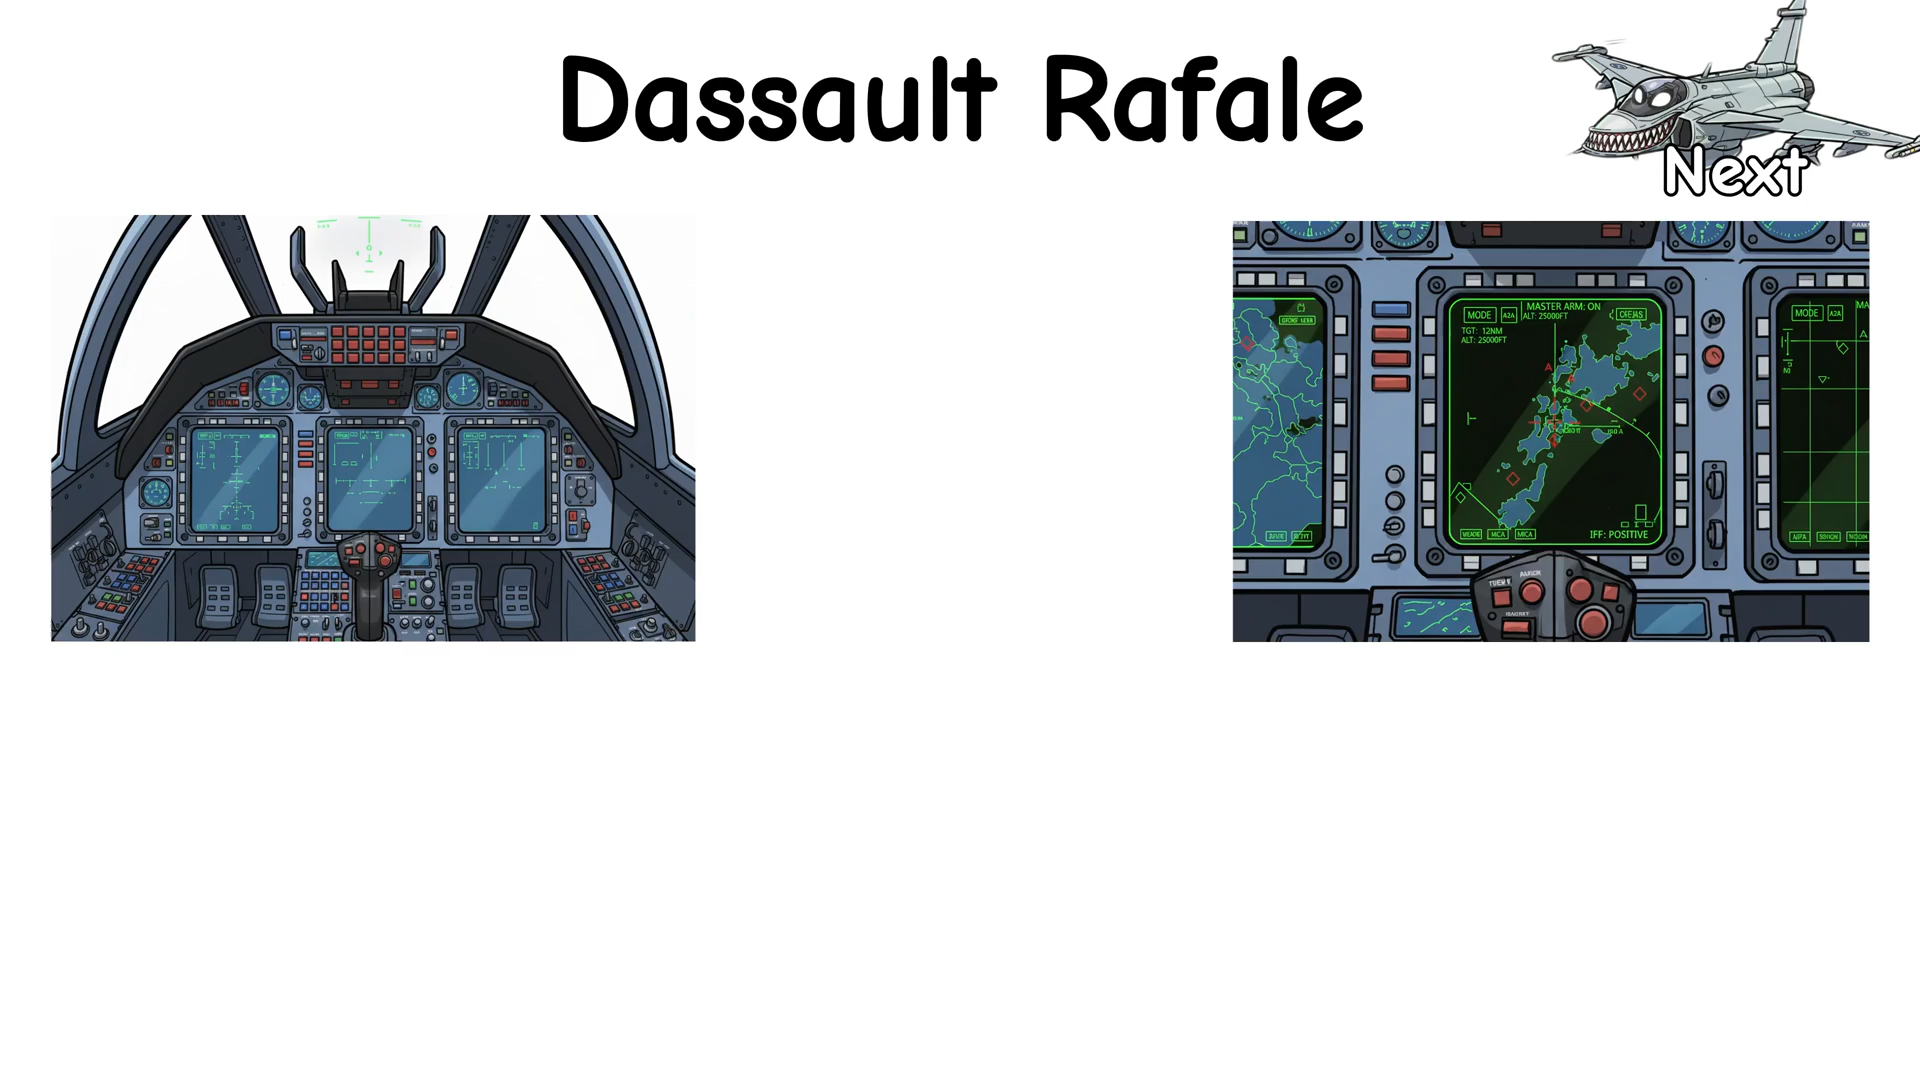 Dassault Rafale
Next
MASTER ARM: ON
MODE A2A ALT: 25000FT
TGT: 12NM
ALT: 25000FT
MICA MICA
IFF: POSITIVE
MODE A2A MA